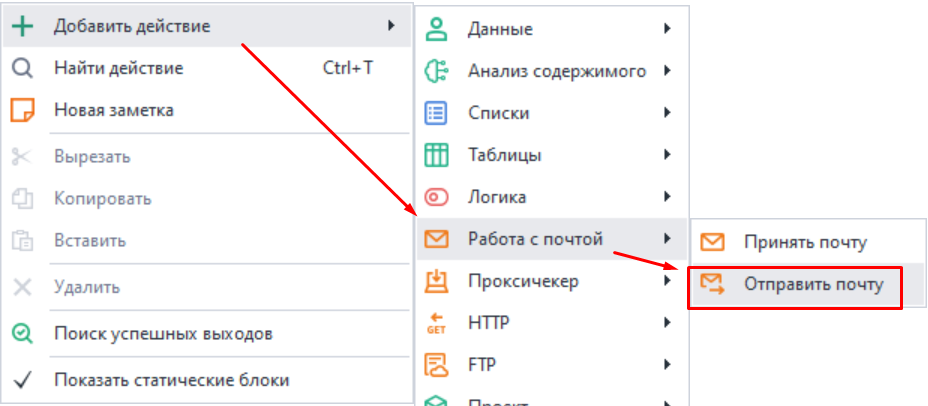 Добавить действие
Найти действие Ctrl+T
Новая заметка
Вырезать
Копировать
Вставить
Удалить
Поиск успешных выходов
Показать статические блоки
Данные
Анализ содержимого
Списки
Таблицы
Логика
Работа с почтой
Проксичекер
GET HTTP
FTP
Проект
Принять почту
Отправить почту